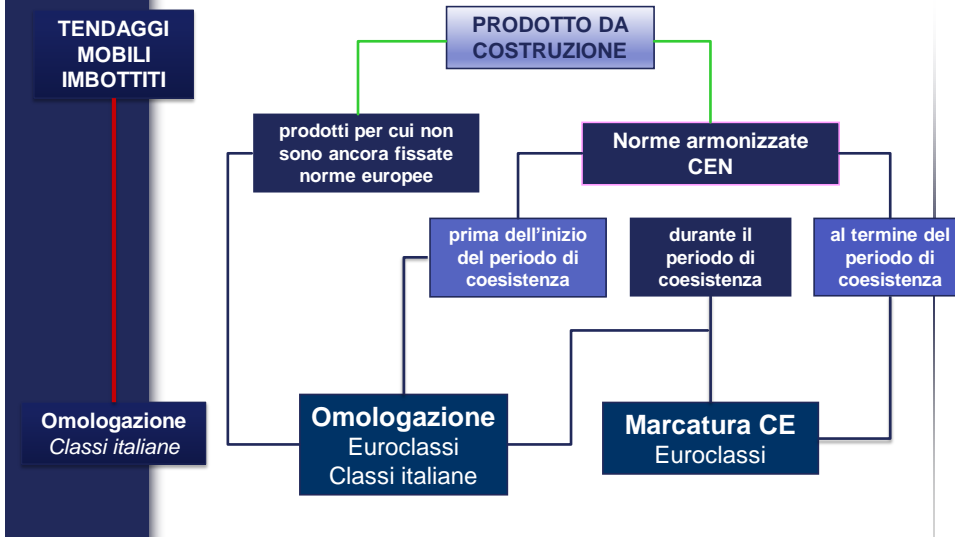 TENDAGGI
MOBILI
IMBOTTITI
PRODOTTO DA
COSTRUZIONE
prodotti per cui non
sono ancora fissate
norme europee
Norme armonizzate
CEN
prima dell'inizio
del periodo di
coesistenza
durante il
periodo di
coesistenza
al termine del
periodo di
coesistenza
Omologazione
Classi italiane
Omologazione
Euroclassi
Classi italiane
Marcatura CE
Euroclassi